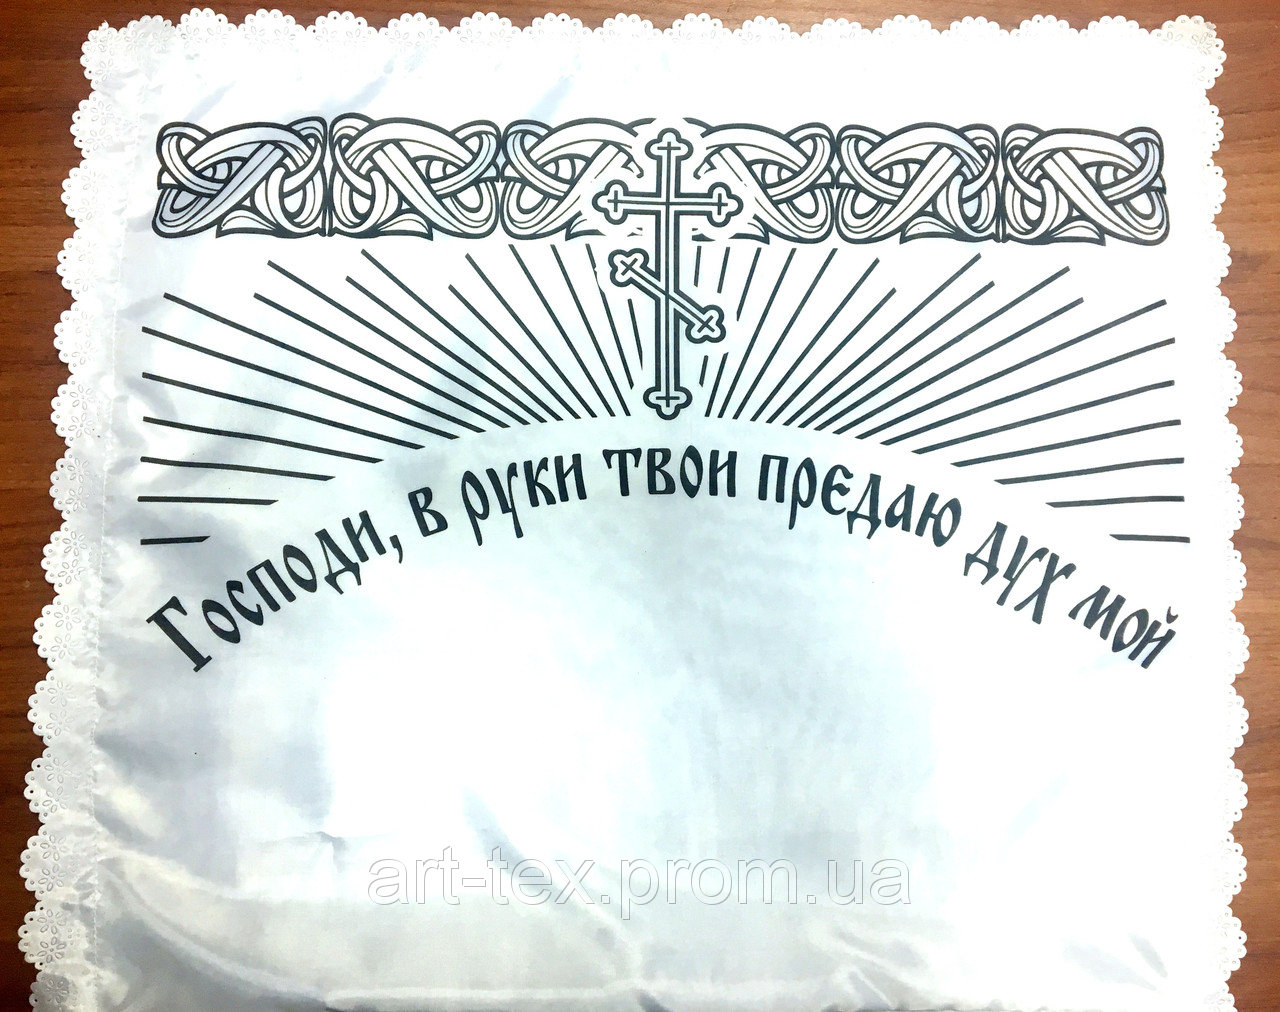 Господи, в руки твои предаю дух мой
art-tex.prom.ua